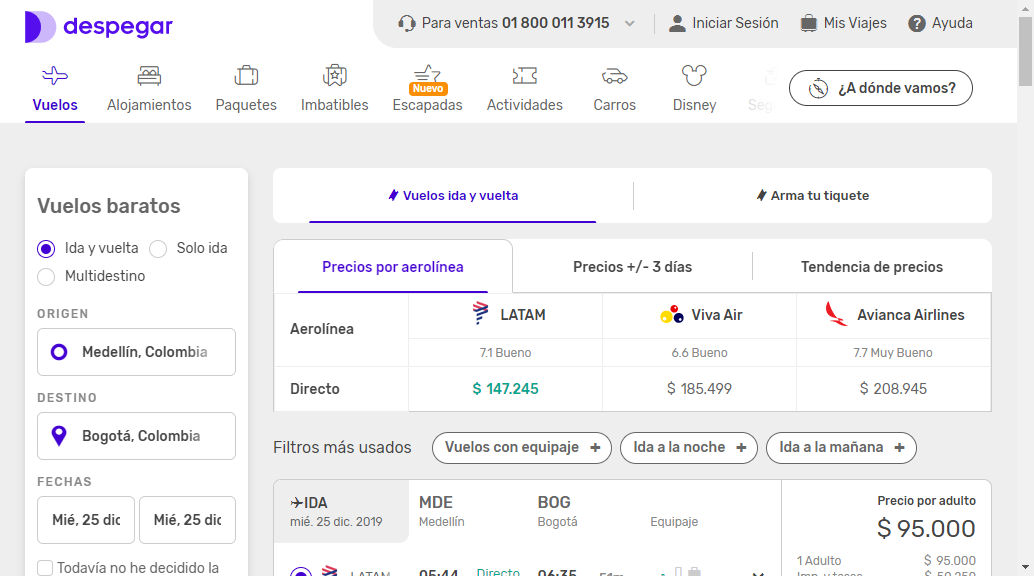 despegar
Para ventas 01 800 011 3915
Iniciar Sesión
Mis Viajes
Ayuda
Vuelos
Alojamientos
Paquetes
Imbatibles
Nuevo
Escapadas
Actividades
Carros
Disney
¿A dónde vamos?
Vuelos baratos
Ida y vuelta
Solo ida
Multidestino
ORIGEN
Medellín, Colombia
DESTINO
Bogotá, Colombia
FECHAS
Mié, 25 dic
Mié, 25 dic
Todavía no he decidido la
Vuelos ida y vuelta
Arma tu tiquete
Precios por aerolínea
Precios +/- 3 días
Tendencia de precios
Aerolínea
LATAM
Viva Air
Avianca Airlines
7.1 Bueno
6.6 Bueno
7.7 Muy Bueno
Directo
$ 147.245
$ 185.499
$ 208.945
Filtros más usados
Vuelos con equipaje +
Ida a la noche +
Ida a la mañana +
IDA
mié. 25 dic. 2019
MDE
Medellín
BOG
Bogotá
Equipaje
LATAM
05:44
Directo
06:35
51m
Precio por adulto
$ 95.000
1 Adulto
$ 95.000
Imp. y tasas
$ 50.250